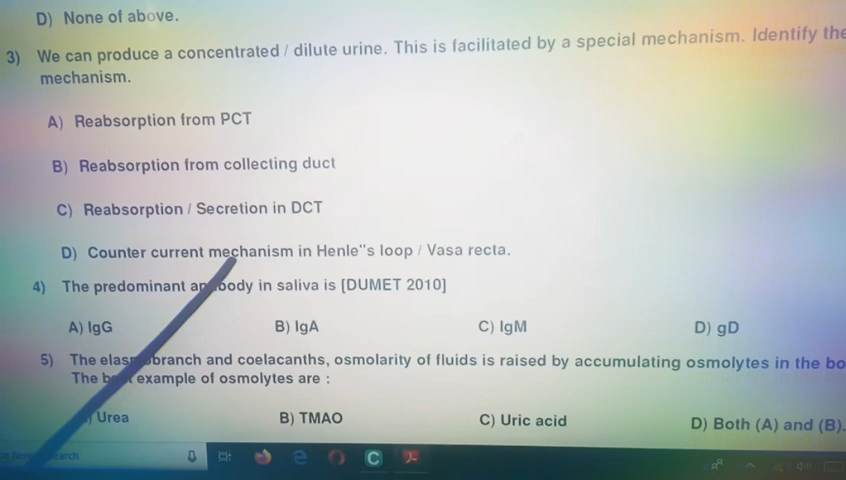 D) None of above.
3) We can produce a concentrated / dilute urine. This is facilitated by a special mechanism. Identify the
mechanism.
A) Reabsorption from PCT
B) Reabsorption from collecting duct
C) Reabsorption / Secretion in DCT
D) Counter current mechanism in Henle"s loop / Vasa recta.
4) The predominant body in saliva is [DUMET 2010]
A) IgG B) IgA C) IgM D) gD
5) The branch and coelacanths, osmolarity of fluids is raised by accumulating osmolytes in the bo
The example of osmolytes are :
Urea B) TMAO C) Uric acid D) Both (A) and (B).